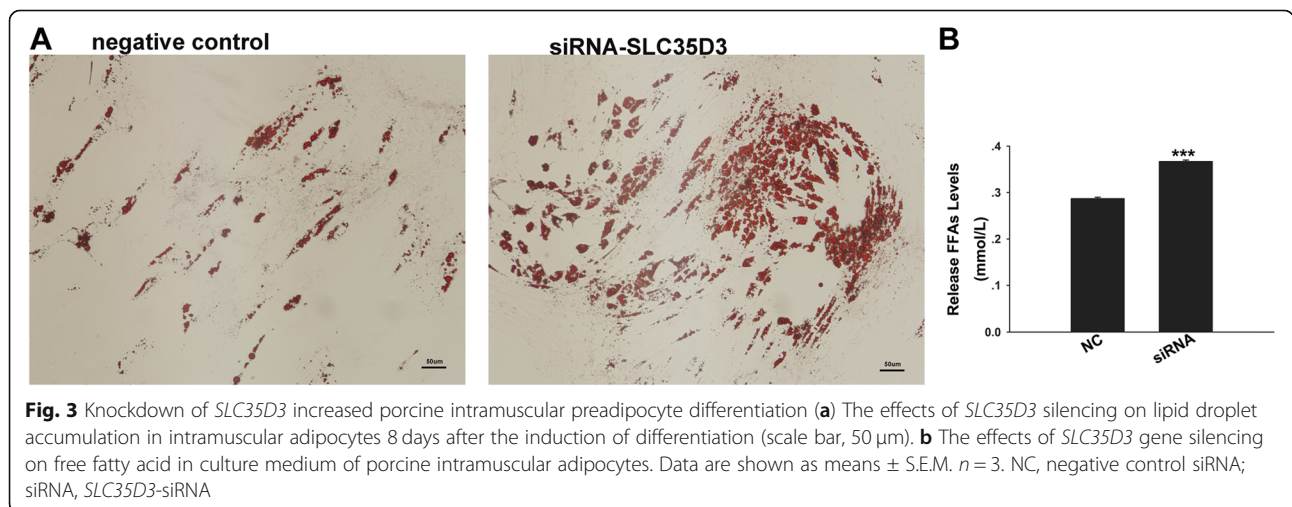 A negative control
siRNA-SLC35D3
50um
50um
B
Release FFAs Levels
(mmol/L)
.4
.3
.2
.1
0.0
***
NC
siRNA
Fig. 3 Knockdown of SLC35D3 increased porcine intramuscular preadipocyte differentiation (a) The effects of SLC35D3 silencing on lipid droplet
accumulation in intramuscular adipocytes 8 days after the induction of differentiation (scale bar, 50 μm). b The effects of SLC35D3 gene silencing
on free fatty acid in culture medium of porcine intramuscular adipocytes. Data are shown as means ± S.E.M. n = 3. NC, negative control siRNA;
siRNA, SLC35D3-siRNA